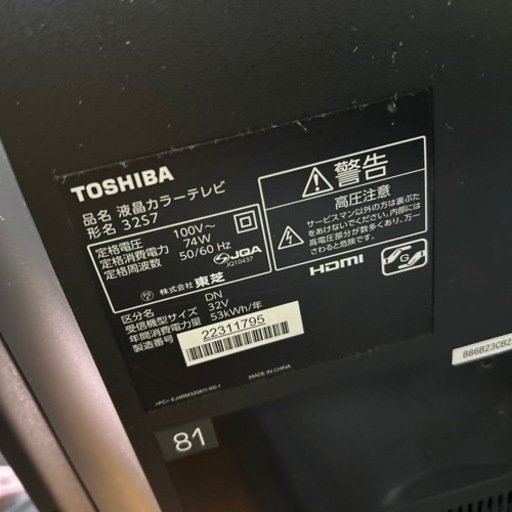 TOSHIBA
品名 液晶カラーテレビ
形名 32S7
定格電圧 100V～
定格消費電力 74W
定格周波数 50/60 Hz
JQA
JQ10437
株式会社 東芝
区分名 DN
受信機型サイズ 32V
年間消費電力量 53kWh/年
製造番号 22311795
警告
高圧注意
サービスマン以外の方は裏ぶた
をあけないでください。内部には
高電圧部分が数多くあり、万一
さわると危険です。
HDMI
G
MADE IN CHINA
81